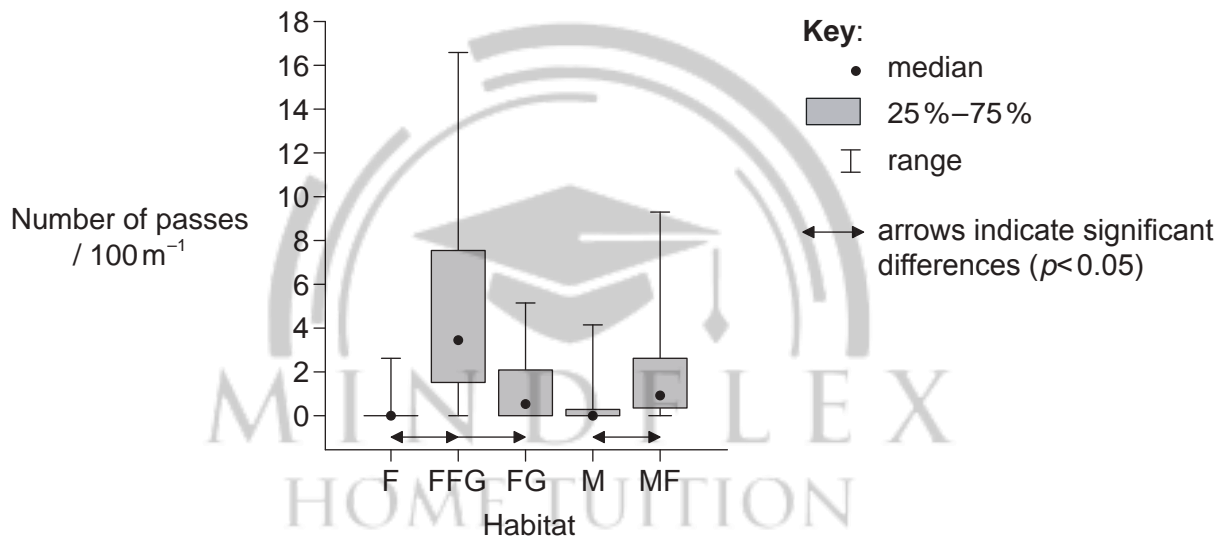 18
16
14
12
10
8
6
4
2
0
Number of passes
/ 100 m⁻¹
F FFG FG M MF
Habitat
Key:
median
25%–75%
range
arrows indicate significant
differences (p<0.05)
MINDFLEX
HOME TUITION